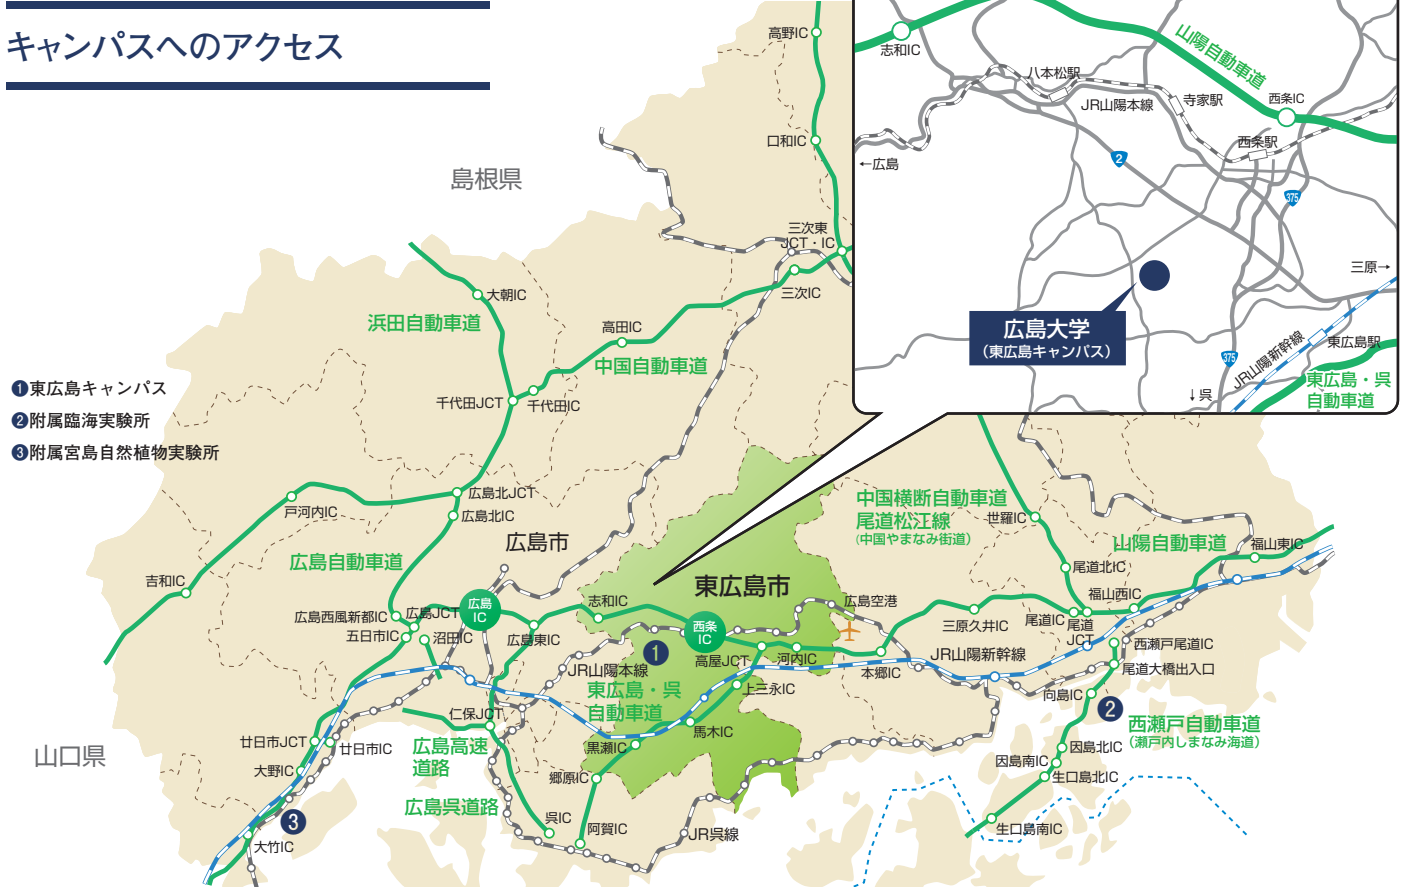 キャンパスへのアクセス
❶東広島キャンパス
❷附属臨海実験所
❸附属宮島自然植物実験所
島根県
山口県
高野IC
口和IC
三次東
JCT・IC
三次IC
大朝IC
浜田自動車道
高田IC
中国自動車道
千代田JCT
千代田IC
広島北JCT
戸河内IC
広島北IC
広島市
広島自動車道
吉和IC
広島西風新都IC
広島JCT
広島
IC
五日市IC
沼田IC
広島東IC
志和IC
東広島市
西条
IC
1
高屋JCT
河内IC
JR山陽本線
東広島・呉
自動車道
上三永IC
馬木IC
黒瀬IC
郷原IC
仁保JCT
広島高速
道路
広島呉道路
廿日市JCT
廿日市IC
大野IC
3
大竹IC
呉IC
阿賀IC
JR呉線
中国横断自動車道
尾道松江線
(中国やまなみ街道)
世羅IC
山陽自動車道
福山東IC
尾道北IC
福山西IC
広島空港
三原久井IC
尾道IC
尾道
JCT
西瀬戸尾道IC
本郷IC
JR山陽新幹線
尾道大橋出入口
向島IC
2
西瀬戸自動車道
(瀬戸内しまなみ海道)
因島北IC
因島南IC
生口島北IC
生口島南IC
志和IC
山陽自動車道
八本松駅
JR山陽本線
寺家駅
西条IC
西条駅
←広島
2
375
三原→
広島大学
(東広島キャンパス)
375
JR山陽新幹線
東広島駅
↓呉
東広島・呉
自動車道